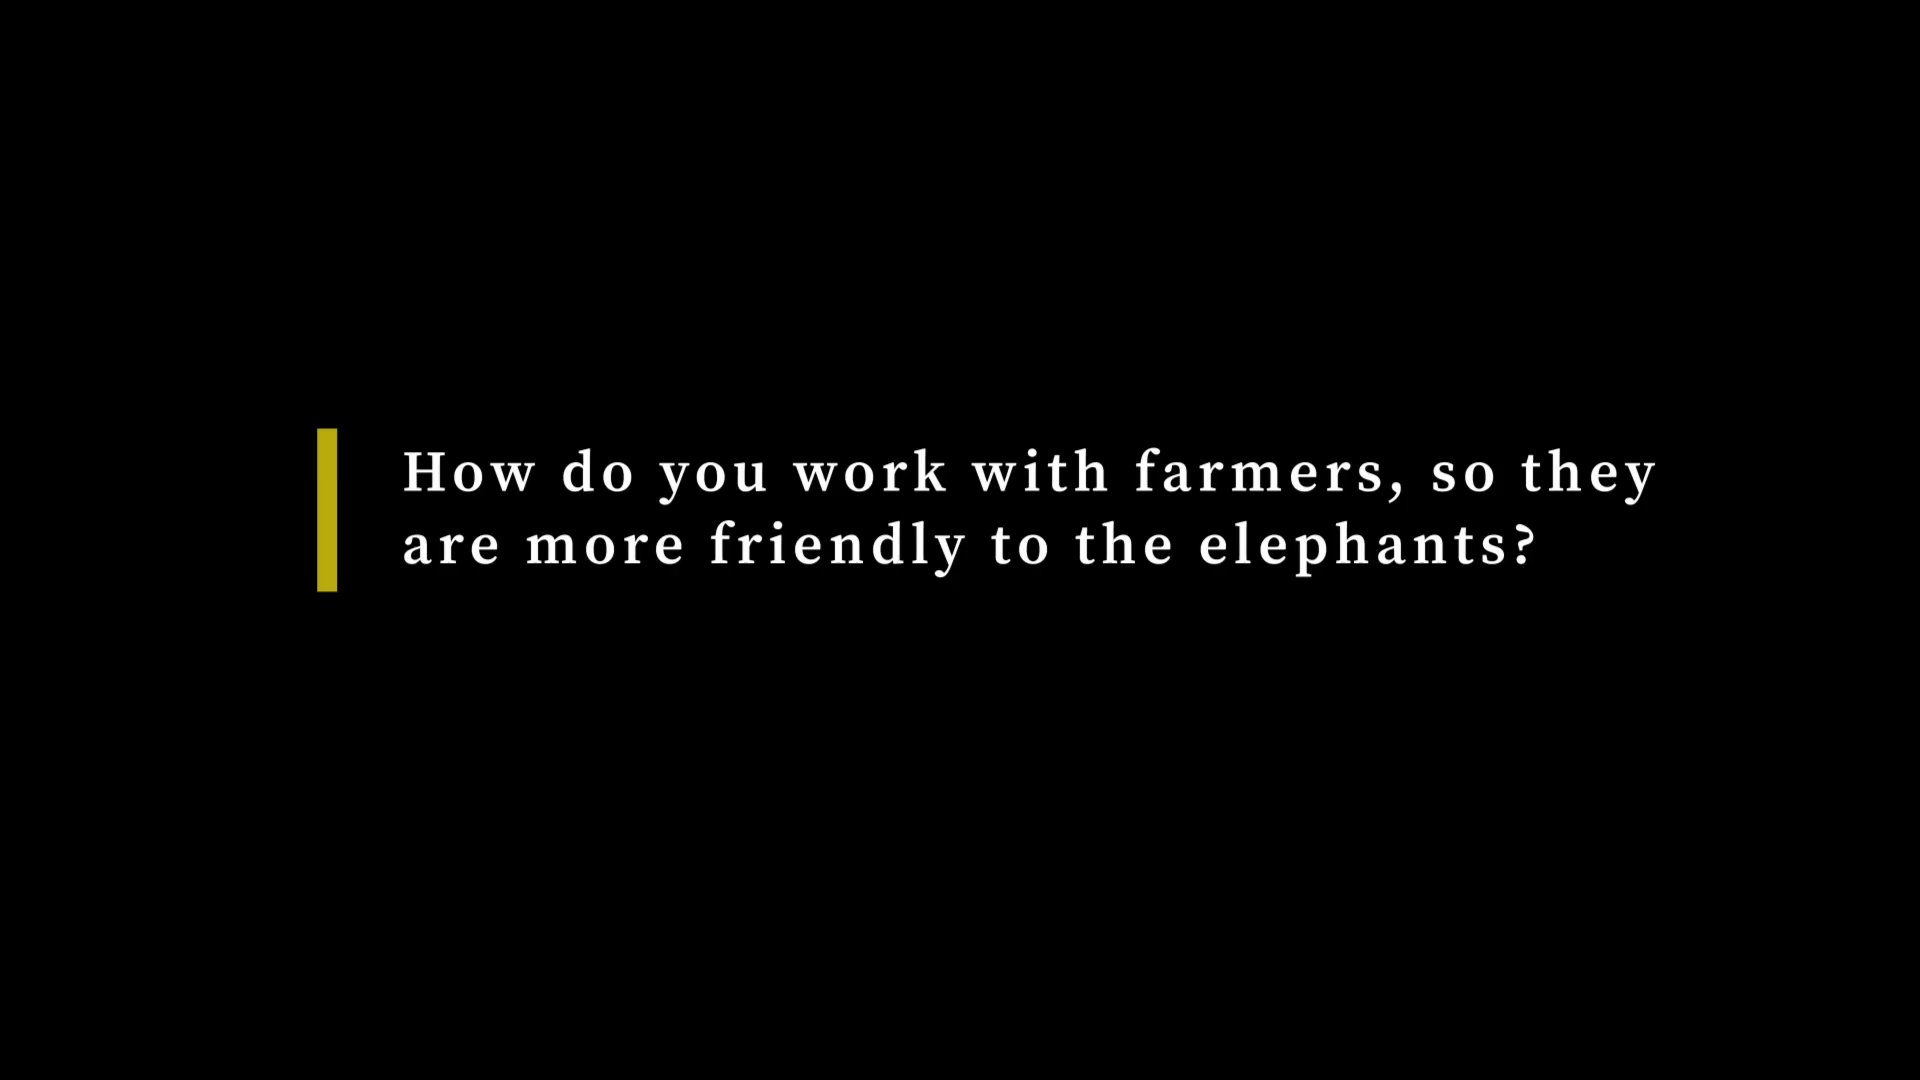 How do you work with farmers, so they
are more friendly to the elephants?